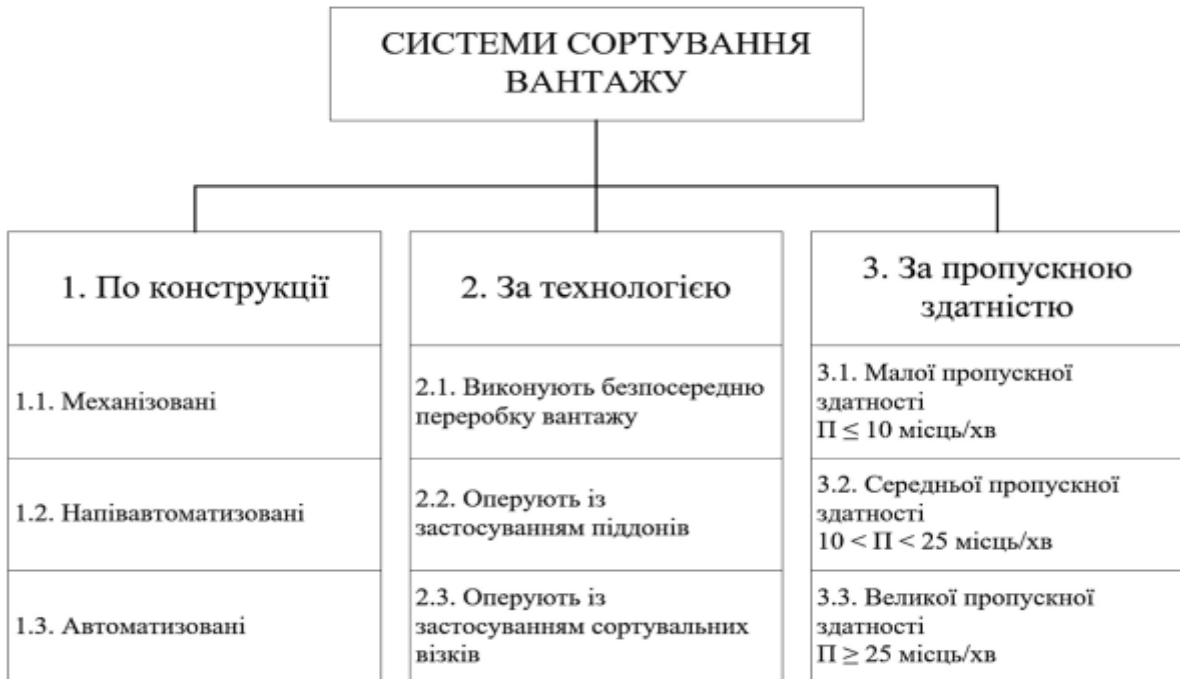 СИСТЕМИ СОРТУВАННЯ
ВАНТАЖУ
1. По конструкції
1.1. Механізовані
1.2. Напівавтоматизовані
1.3. Автоматизовані
2. За технологією
2.1. Виконують безпосередню
переробку вантажу
2.2. Оперують із
застосуванням піддонів
2.3. Оперують із
застосуванням сортувальних
візків
3. За пропускною
здатністю
3.1. Малої пропускної
здатності
П ≤ 10 місць/хв
3.2. Середньої пропускної
здатності
10 < П < 25 місць/хв
3.3. Великої пропускної
здатності
П ≥ 25 місць/хв